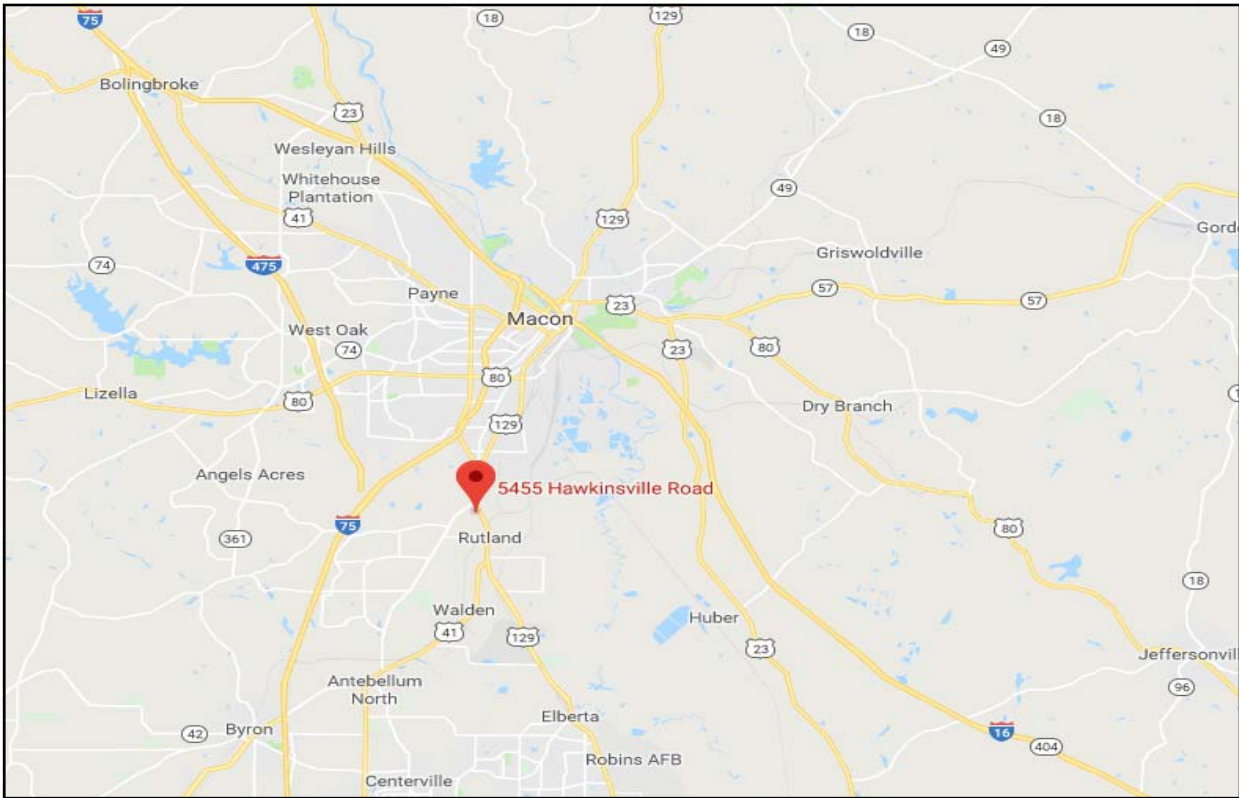 75
18
129
18
49
Bolingbroke
23
18
Wesleyan Hills
Whitehouse
Plantation
49
41
129
Griswoldville
74
475
Payne
57
57
23
Macon
West Oak
74
23
80
80
Lizella
80
Dry Branch
129
Angels Acres
5455 Hawkinsville Road
75
361
Rutland
80
18
Walden
Huber
41
129
23
Jeffersonvil
Antebellum
North
96
Elberta
42
Byron
16
404
Robins AFB
Centerville